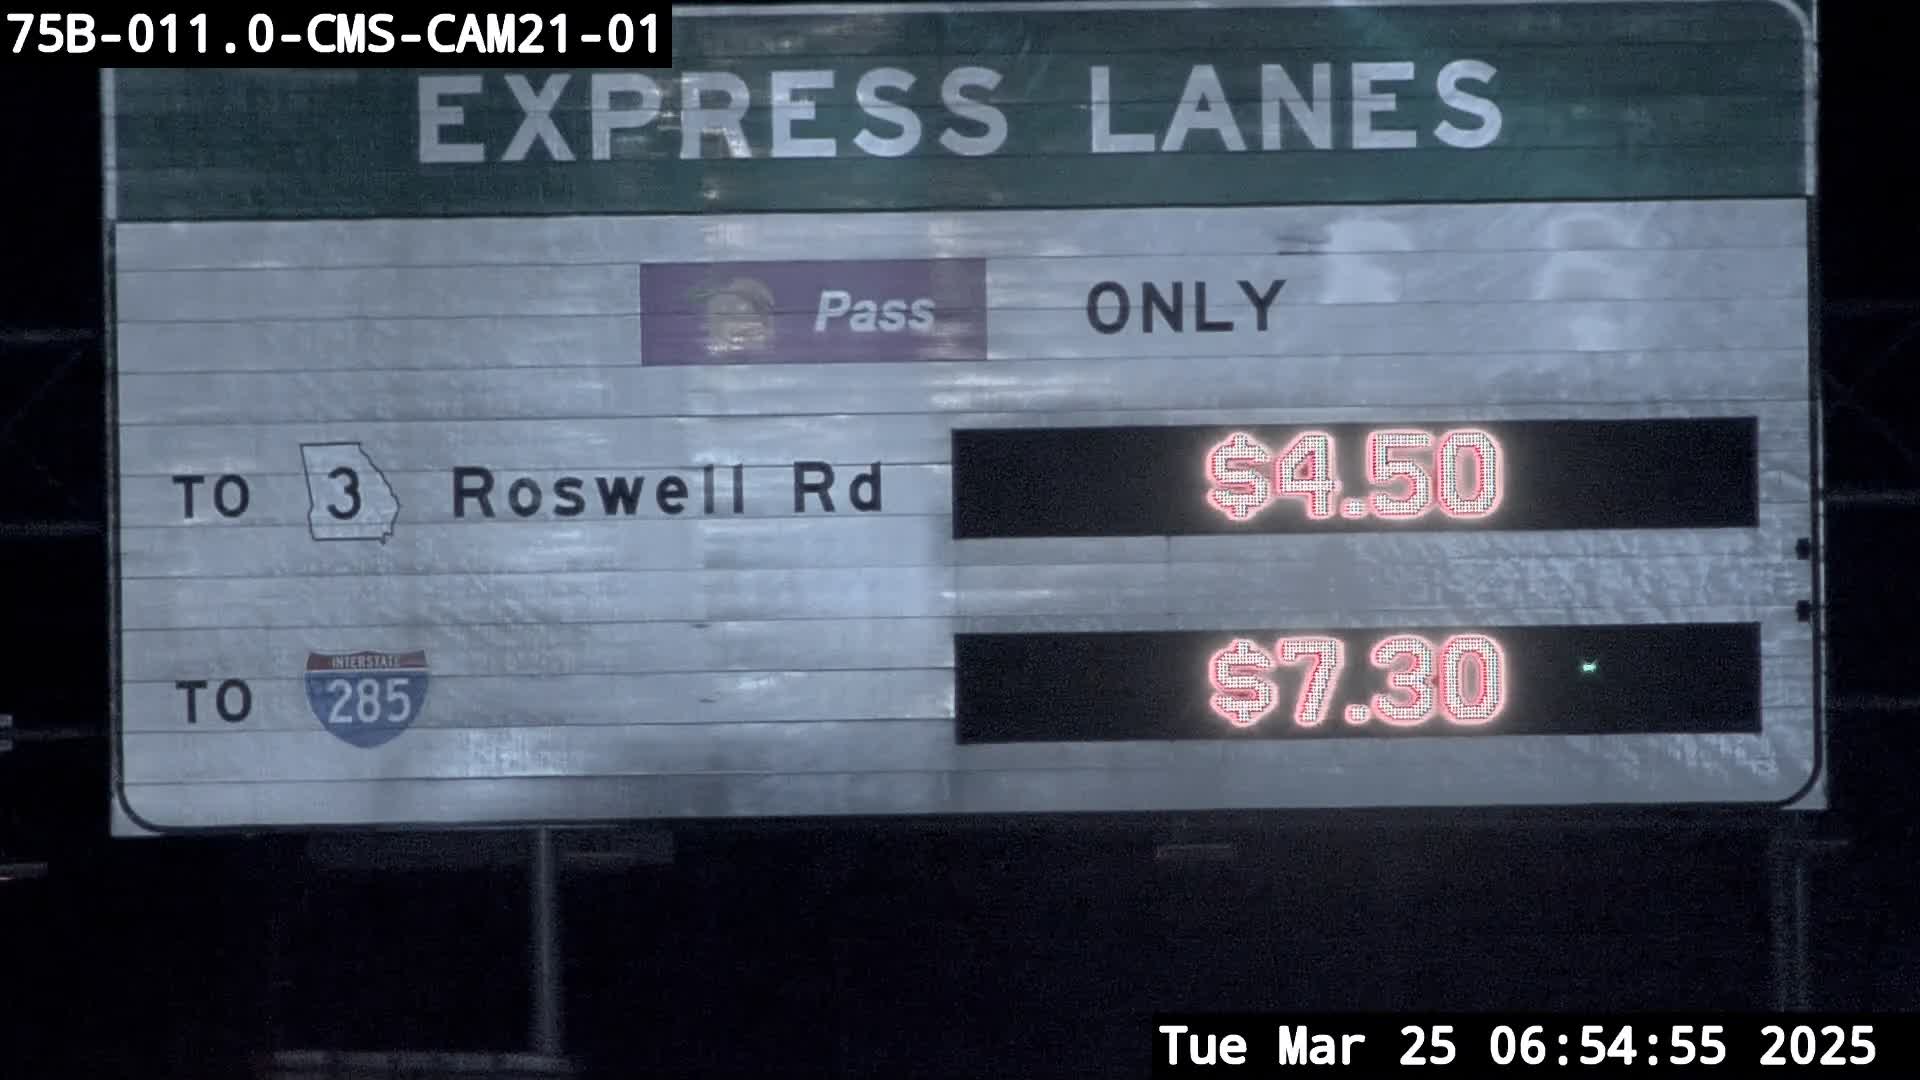 75B-011.0-CMS-CAM21-01
EXPRESS LANES
Pass ONLY
TO 3 Roswell Rd $4.50
TO INTERSTATE 285 $7.30
Tue Mar 25 06:54:55 2025